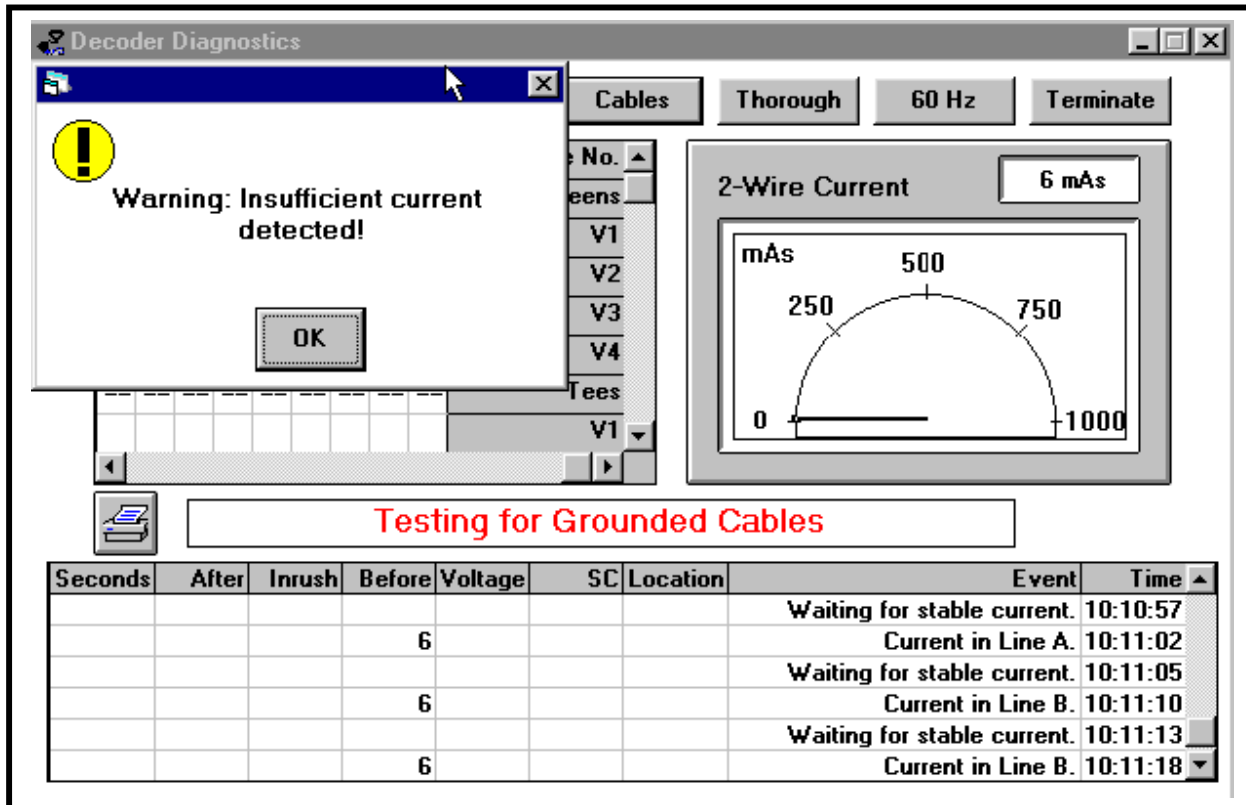 Decoder Diagnostics
Cables Thorough 60 Hz Terminate
Warning: Insufficient current
detected!
OK
No.
V1
V2
V3
V4
Tees
V1
2-Wire Current 6 mAs
mAs
0 250 500 750 1000
Testing for Grounded Cables
Seconds After Inrush Before Voltage SC Location Event Time
Waiting for stable current. 10:10:57
6 Current in Line A. 10:11:02
Waiting for stable current. 10:11:05
6 Current in Line B. 10:11:10
Waiting for stable current. 10:11:13
6 Current in Line B. 10:11:18